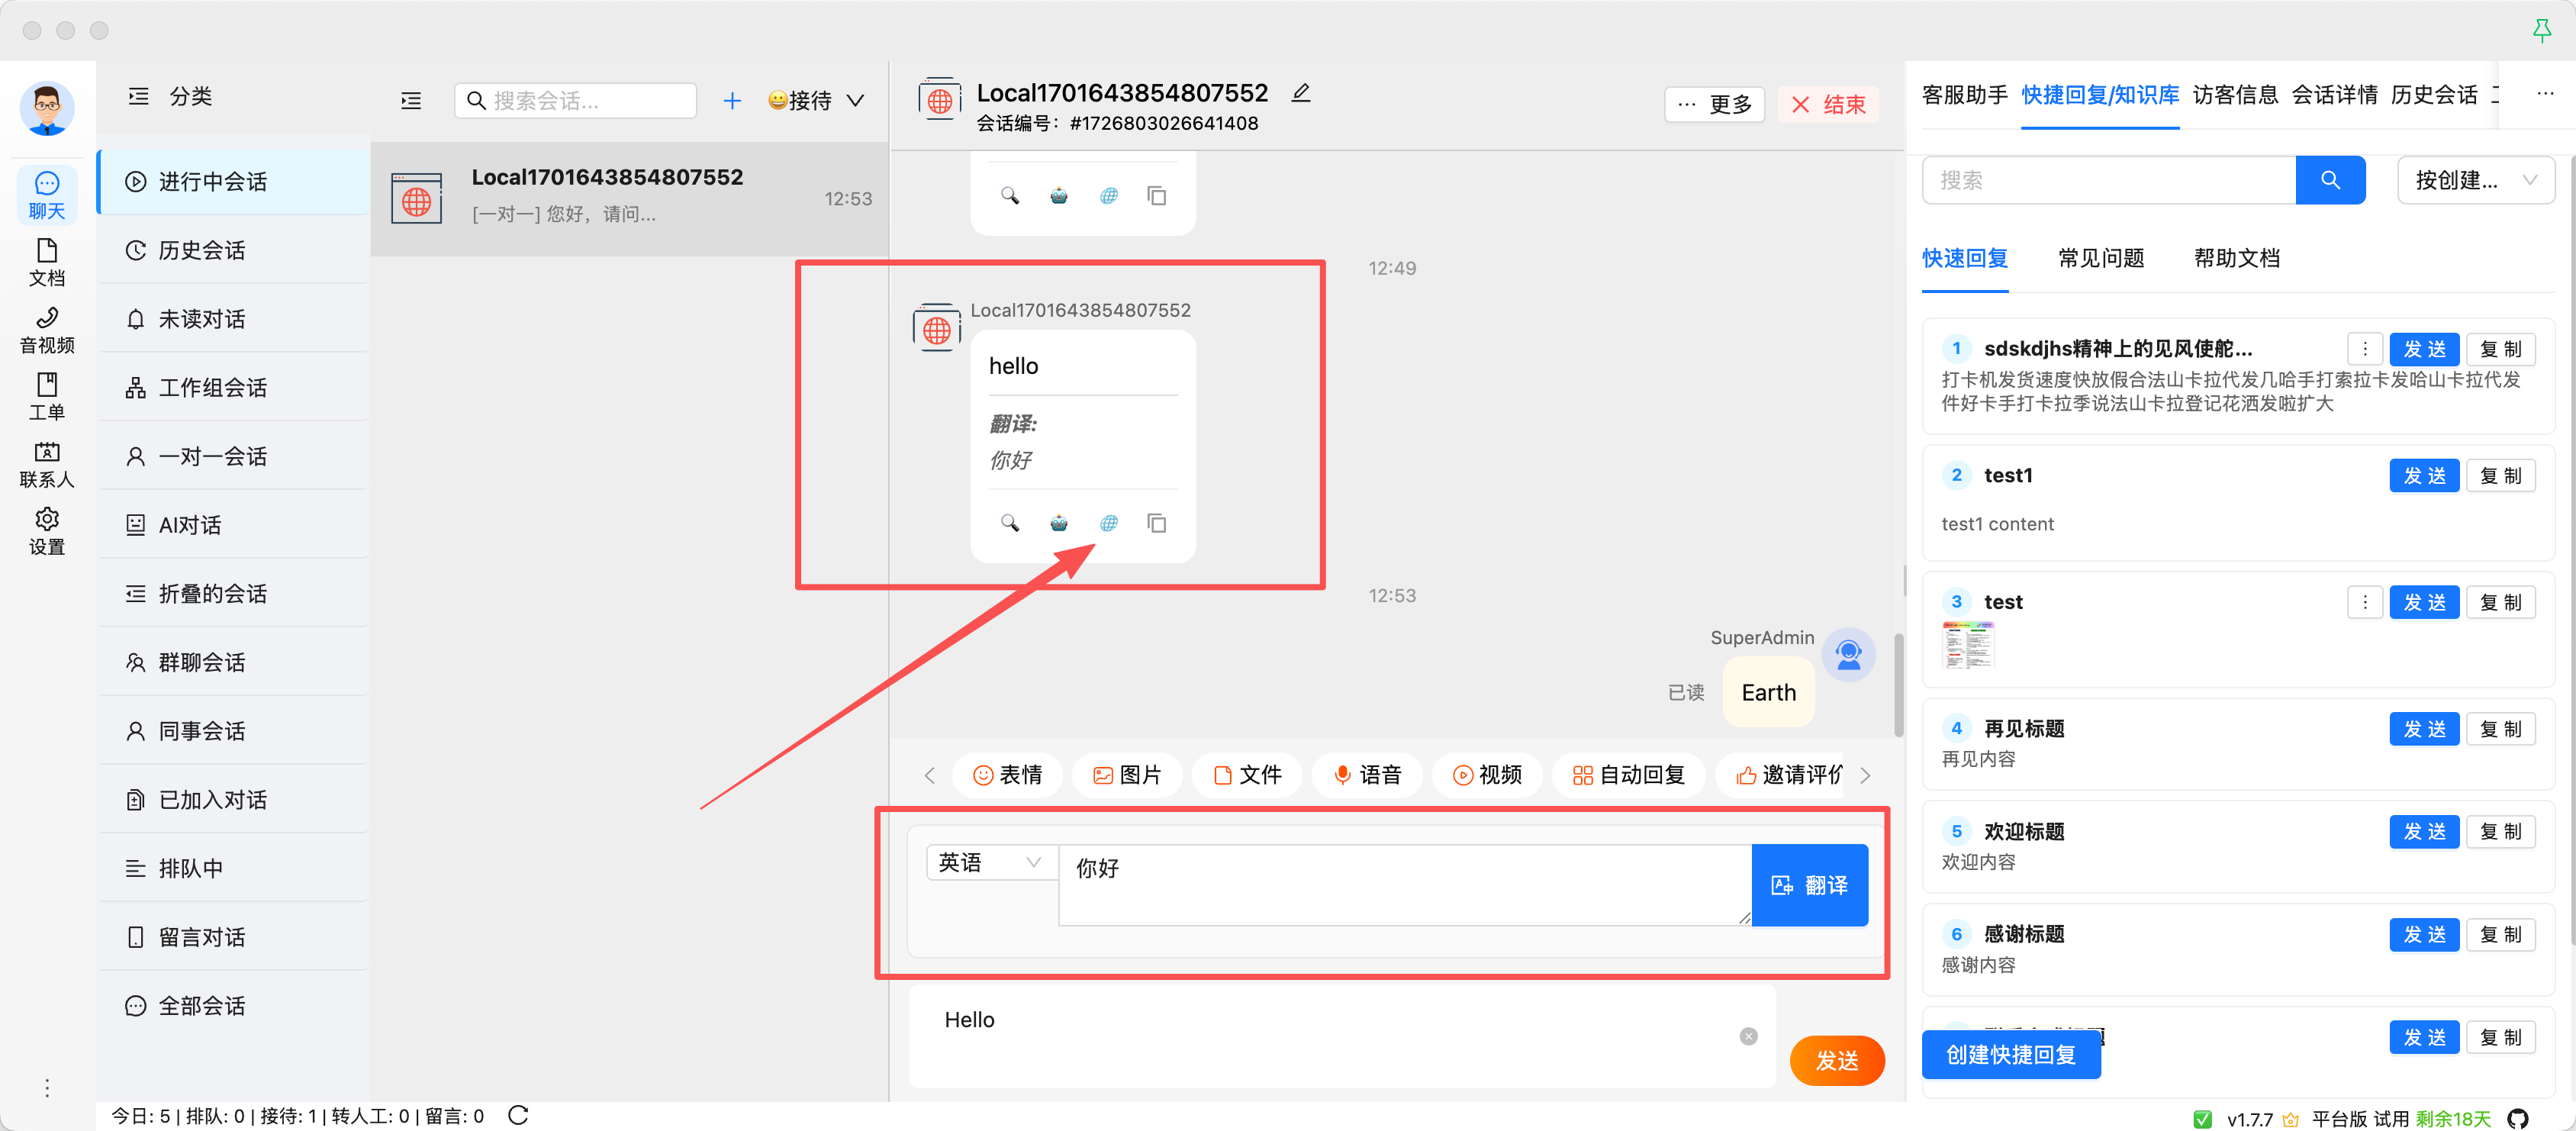 聊天
文档
音视频
工单
联系人
设置
分类
进行中会话
历史会话
未读对话
工作组会话
一对一会话
AI对话
折叠的会话
群聊会话
同事会话
已加入对话
排队中
留言对话
全部会话
搜索会话...
接待
Local1701643854807552
12:53
[一对一] 您好，请问...
Local1701643854807552
会话编号：#1726803026641408
更多
结束
12:49
Local1701643854807552
hello
翻译:
你好
12:53
SuperAdmin
已读
Earth
表情
图片
文件
语音
视频
自动回复
邀请评价
英语
你好
翻译
Hello
发送
客服助手
快捷回复/知识库
访客信息
会话详情
历史会话
搜索
按创建...
快速回复
常见问题
帮助文档
1 sdskdjhs精神上的见风使舵... 发 送 复 制
打卡机发货速度快放假合法山卡拉代发几哈手打索拉卡发哈山卡拉代发
件好卡手打卡拉季说法山卡拉登记花洒发啦扩大
2 test1 发 送 复 制
test1 content
3 test 发 送 复 制
4 再见标题 发 送 复 制
再见内容
5 欢迎标题 发 送 复 制
欢迎内容
6 感谢标题 发 送 复 制
感谢内容
发 送 复 制
创建快捷回复
今日: 5 | 排队: 0 | 接待: 1 | 转人工: 0 | 留言: 0
v1.7.7 平台版 试用 剩余18天